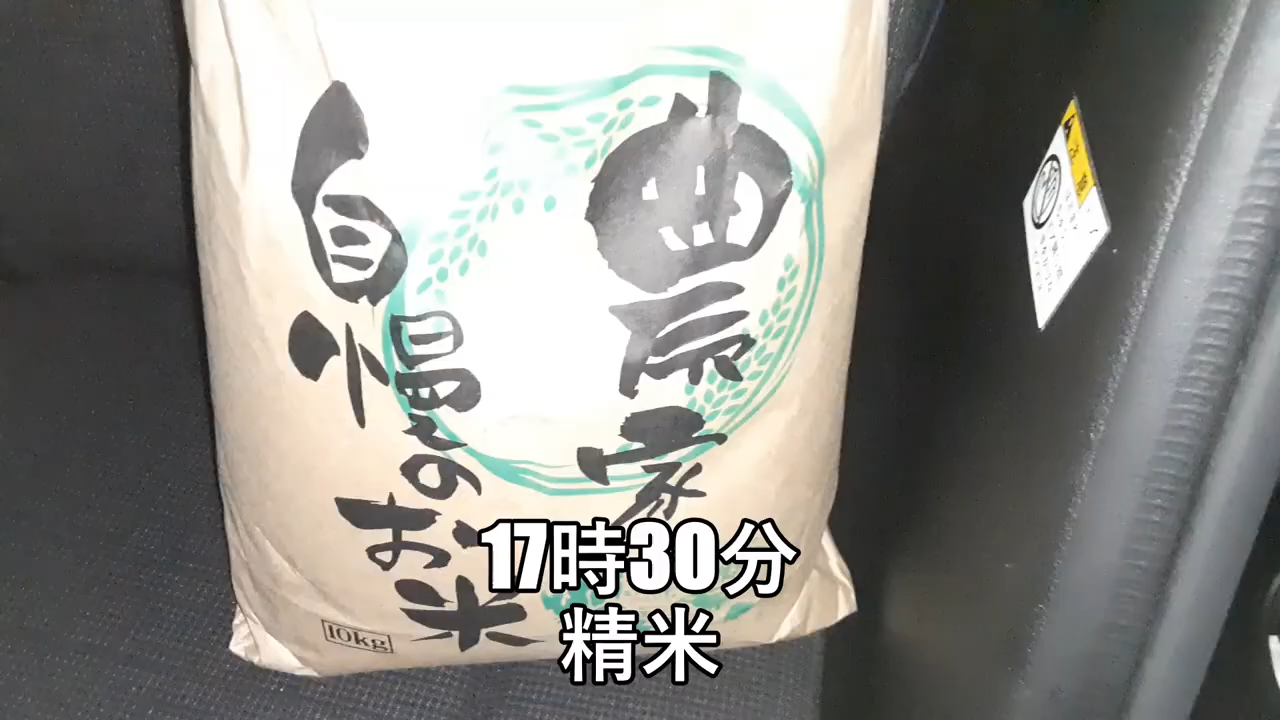 農家
自慢の
お米
10kg
17時30分
精米